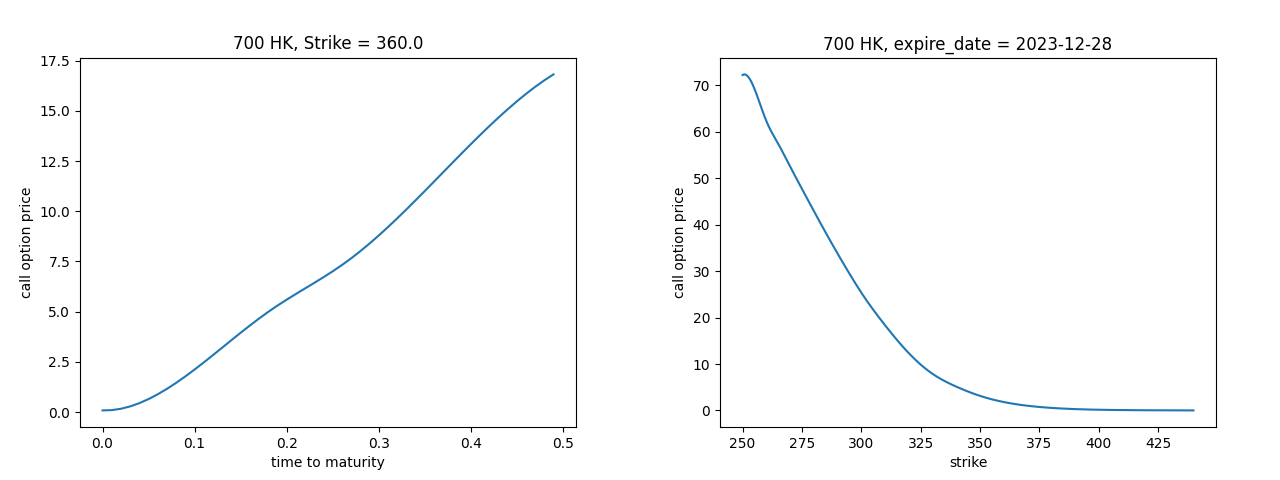 700 HK, Strike = 360.0
17.5
15.0
12.5
10.0
7.5
5.0
2.5
0.0
call option price
0.0 0.1 0.2 0.3 0.4 0.5
time to maturity
700 HK, expire_date = 2023-12-28
70
60
50
40
30
20
10
0
call option price
250 275 300 325 350 375 400 425
strike